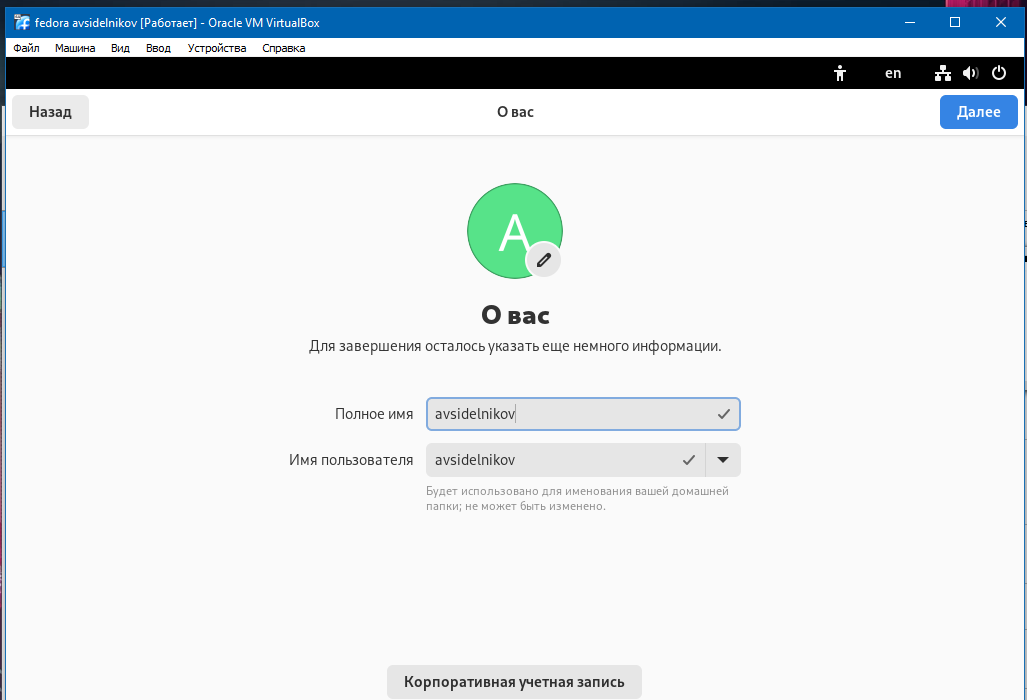 fedora avsidelnikov [Работает] - Oracle VM VirtualBox
Файл Машина Вид Ввод Устройства Справка
en
Назад О вас Далее
A
О вас
Для завершения осталось указать еще немного информации.
Полное имя avsidelnikov
Имя пользователя avsidelnikov
Будет использовано для именования вашей домашней
папки; не может быть изменено.
Корпоративная учетная запись